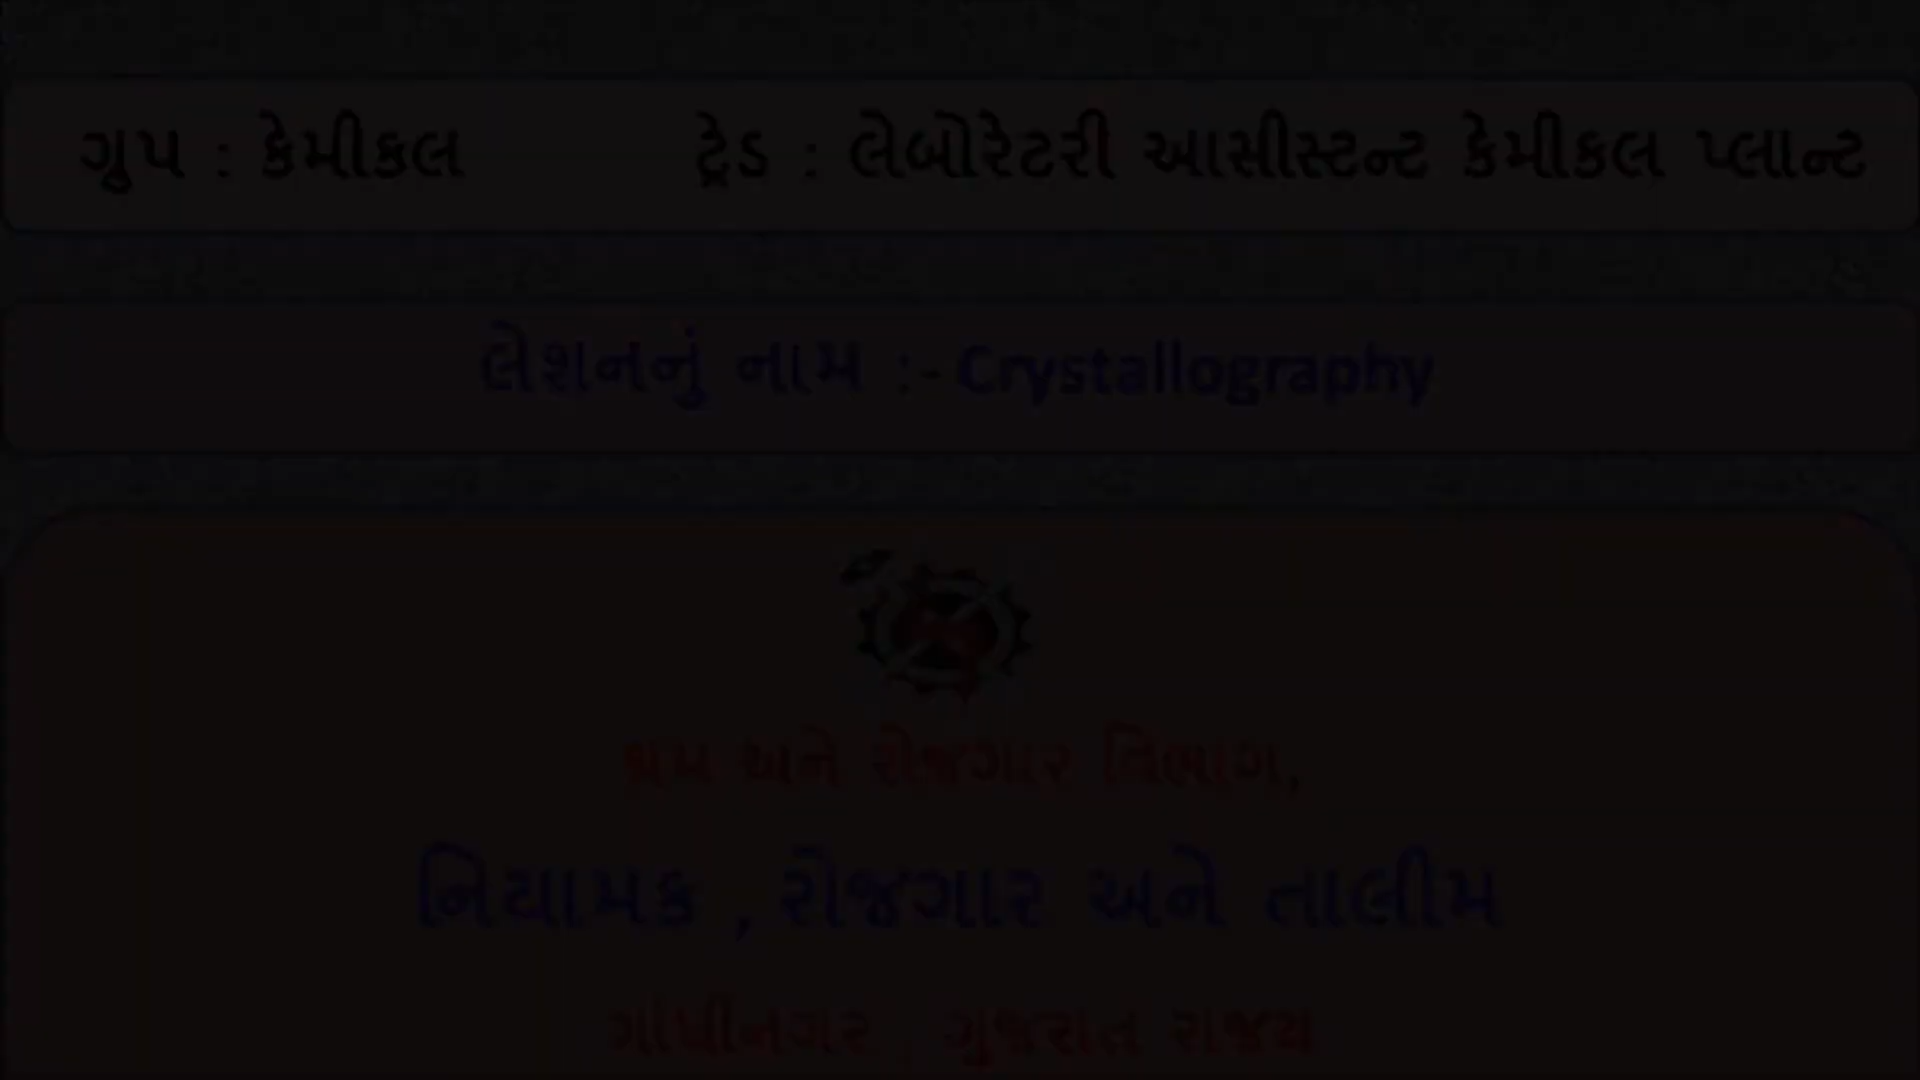 ગ્રુપ : કેમીકલ ટ્રેડ : લેબોરેટરી આસીસ્ટન્ટ કેમીકલ પ્લાન્ટ
લેશનનું નામ :- Crystallography
શ્રમ અને રોજગાર વિભાગ,
નિયામક , રોજગાર અને તાલીમ
ગાંધીનગર , ગુજરાત રાજ્ય